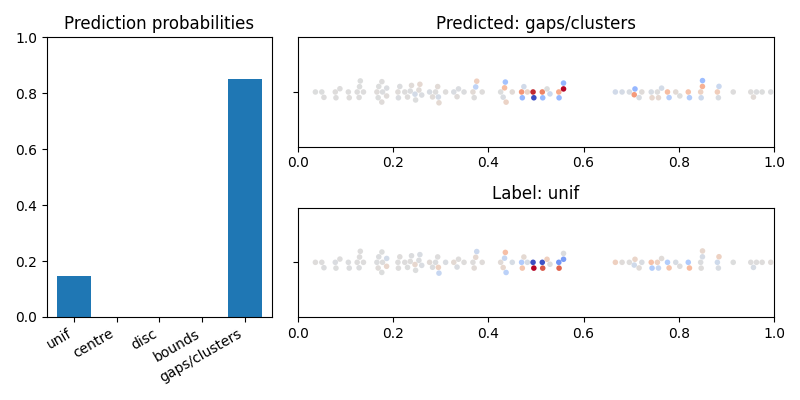 Prediction probabilities
1.0
0.8
0.6
0.4
0.2
0.0
unif
centre
disc
bounds
gaps/clusters
Predicted: gaps/clusters
0.0 0.2 0.4 0.6 0.8 1.0
Label: unif
0.0 0.2 0.4 0.6 0.8 1.0